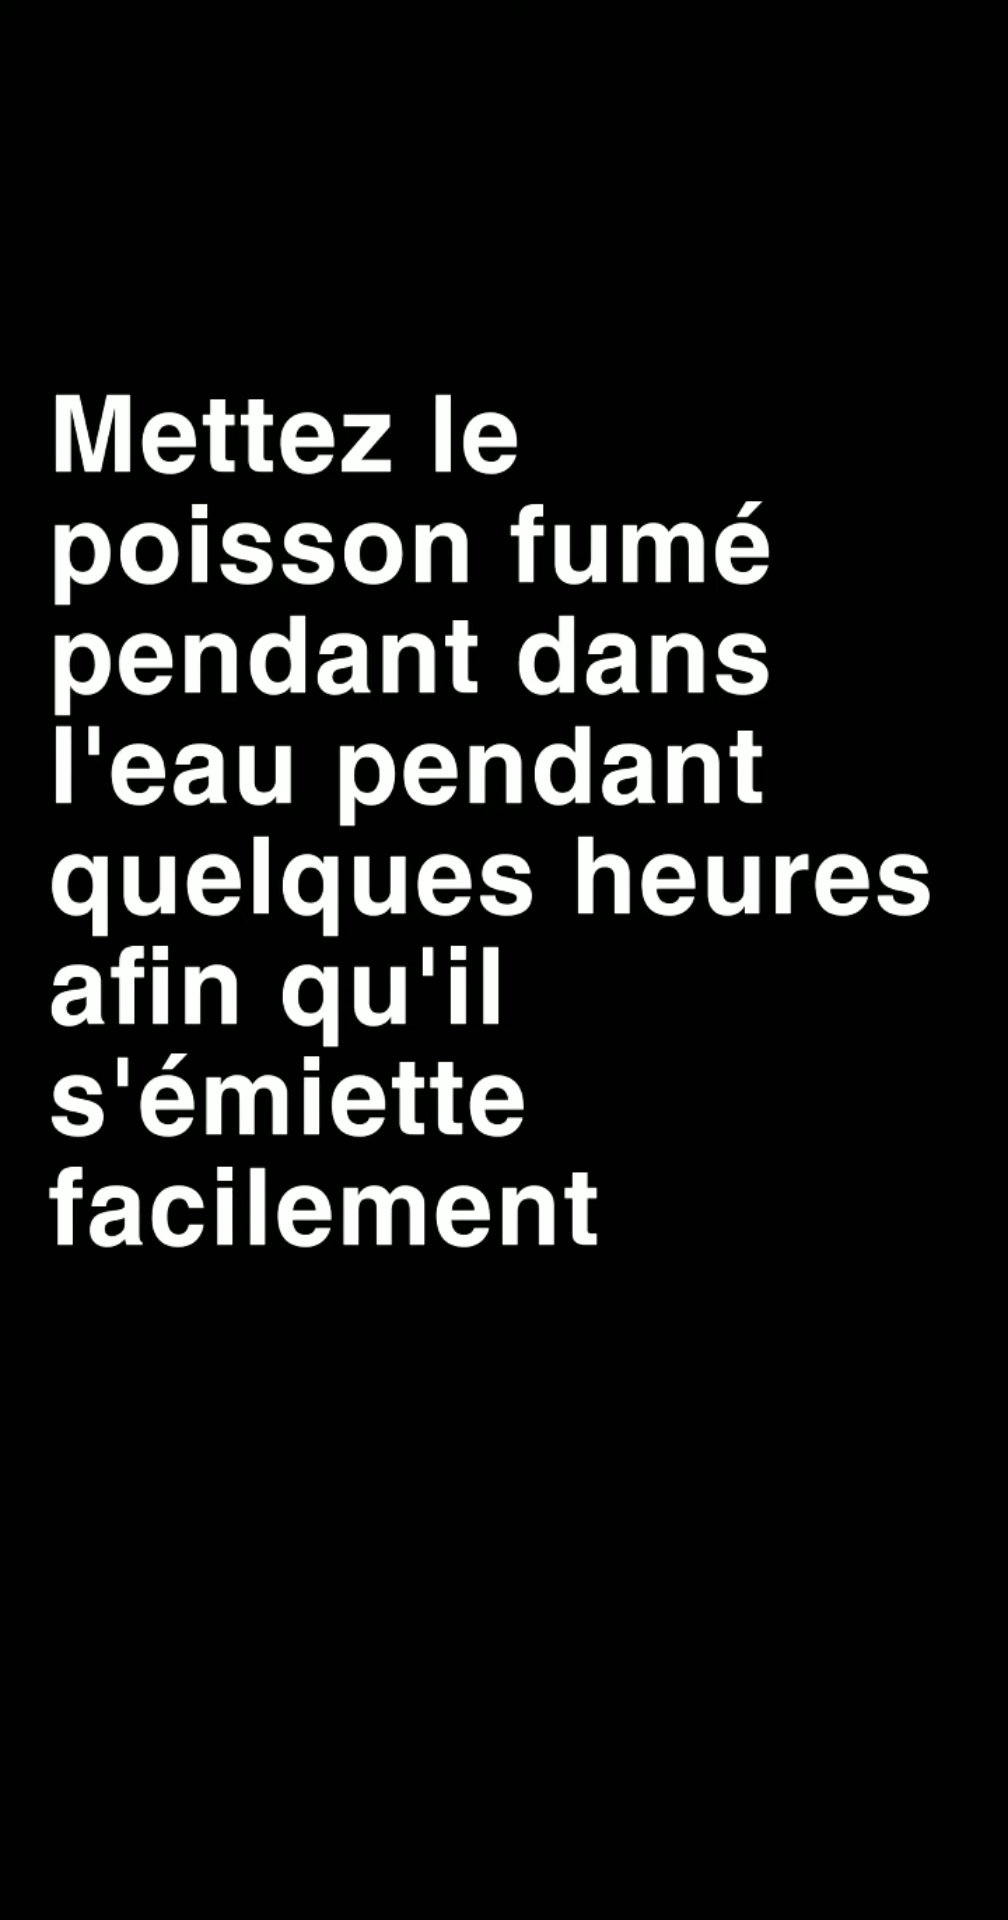 Mettez le
poisson fumé
pendant dans
l'eau pendant
quelques heures
afin qu'il
s'émiette
facilement